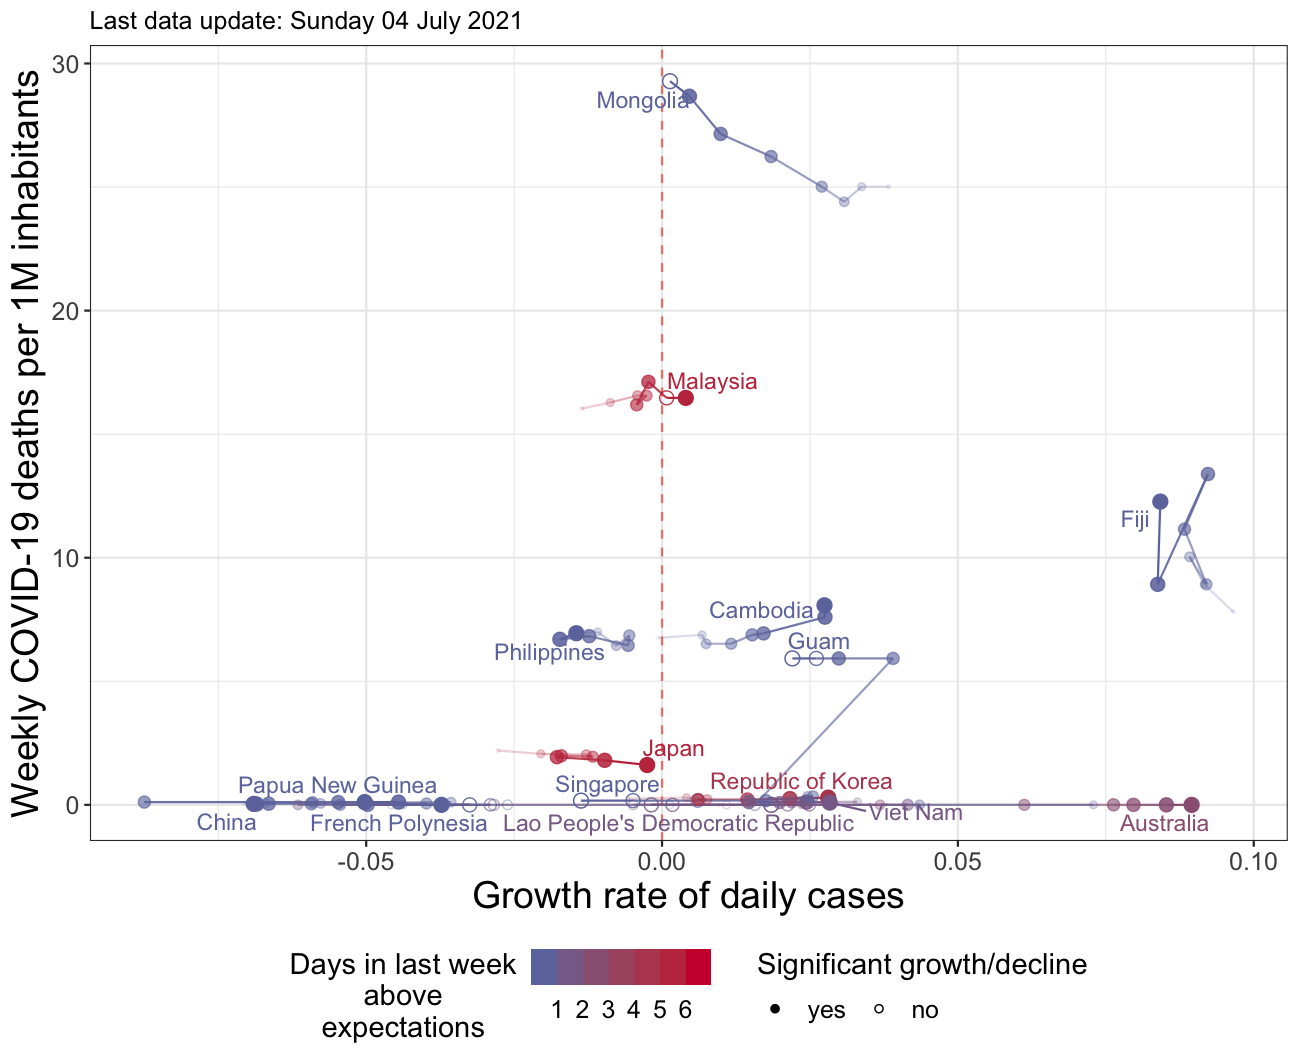 Last data update: Sunday 04 July 2021
Weekly COVID-19 deaths per 1M inhabitants
30
20
10
0
Mongolia
Malaysia
Fiji
Cambodia
Guam
Philippines
Japan
Singapore
Republic of Korea
Papua New Guinea
China
French Polynesia
Lao People's Democratic Republic
Viet Nam
Australia
-0.05
0.00
0.05
0.10
Growth rate of daily cases
Days in last week
above
expectations
1 2 3 4 5 6
Significant growth/decline
yes no